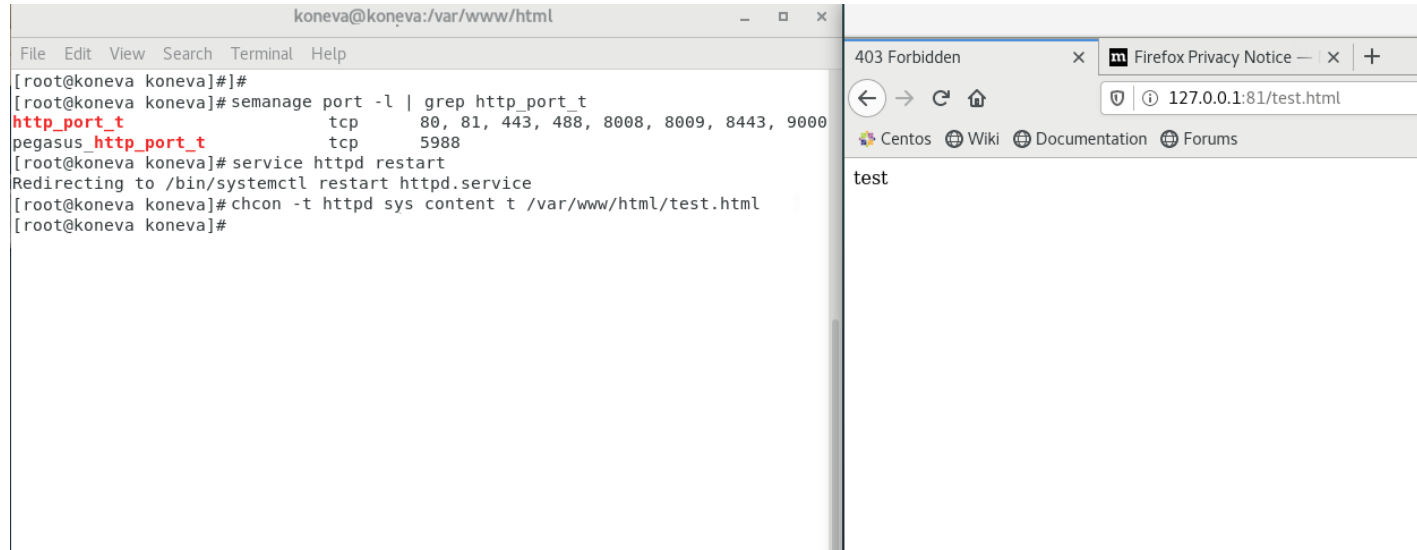 koneva@koneva:/var/www/html
File Edit View Search Terminal Help
[root@koneva koneva]#]#
[root@koneva koneva]# semanage port -l | grep http_port_t
http_port_t tcp 80, 81, 443, 488, 8008, 8009, 8443, 9000
pegasus_http_port_t tcp 5988
[root@koneva koneva]# service httpd restart
Redirecting to /bin/systemctl restart httpd.service
[root@koneva koneva]# chcon -t httpd sys content t /var/www/html/test.html
[root@koneva koneva]#
403 Forbidden
Firefox Privacy Notice —
127.0.0.1:81/test.html
Centos Wiki Documentation Forums
test